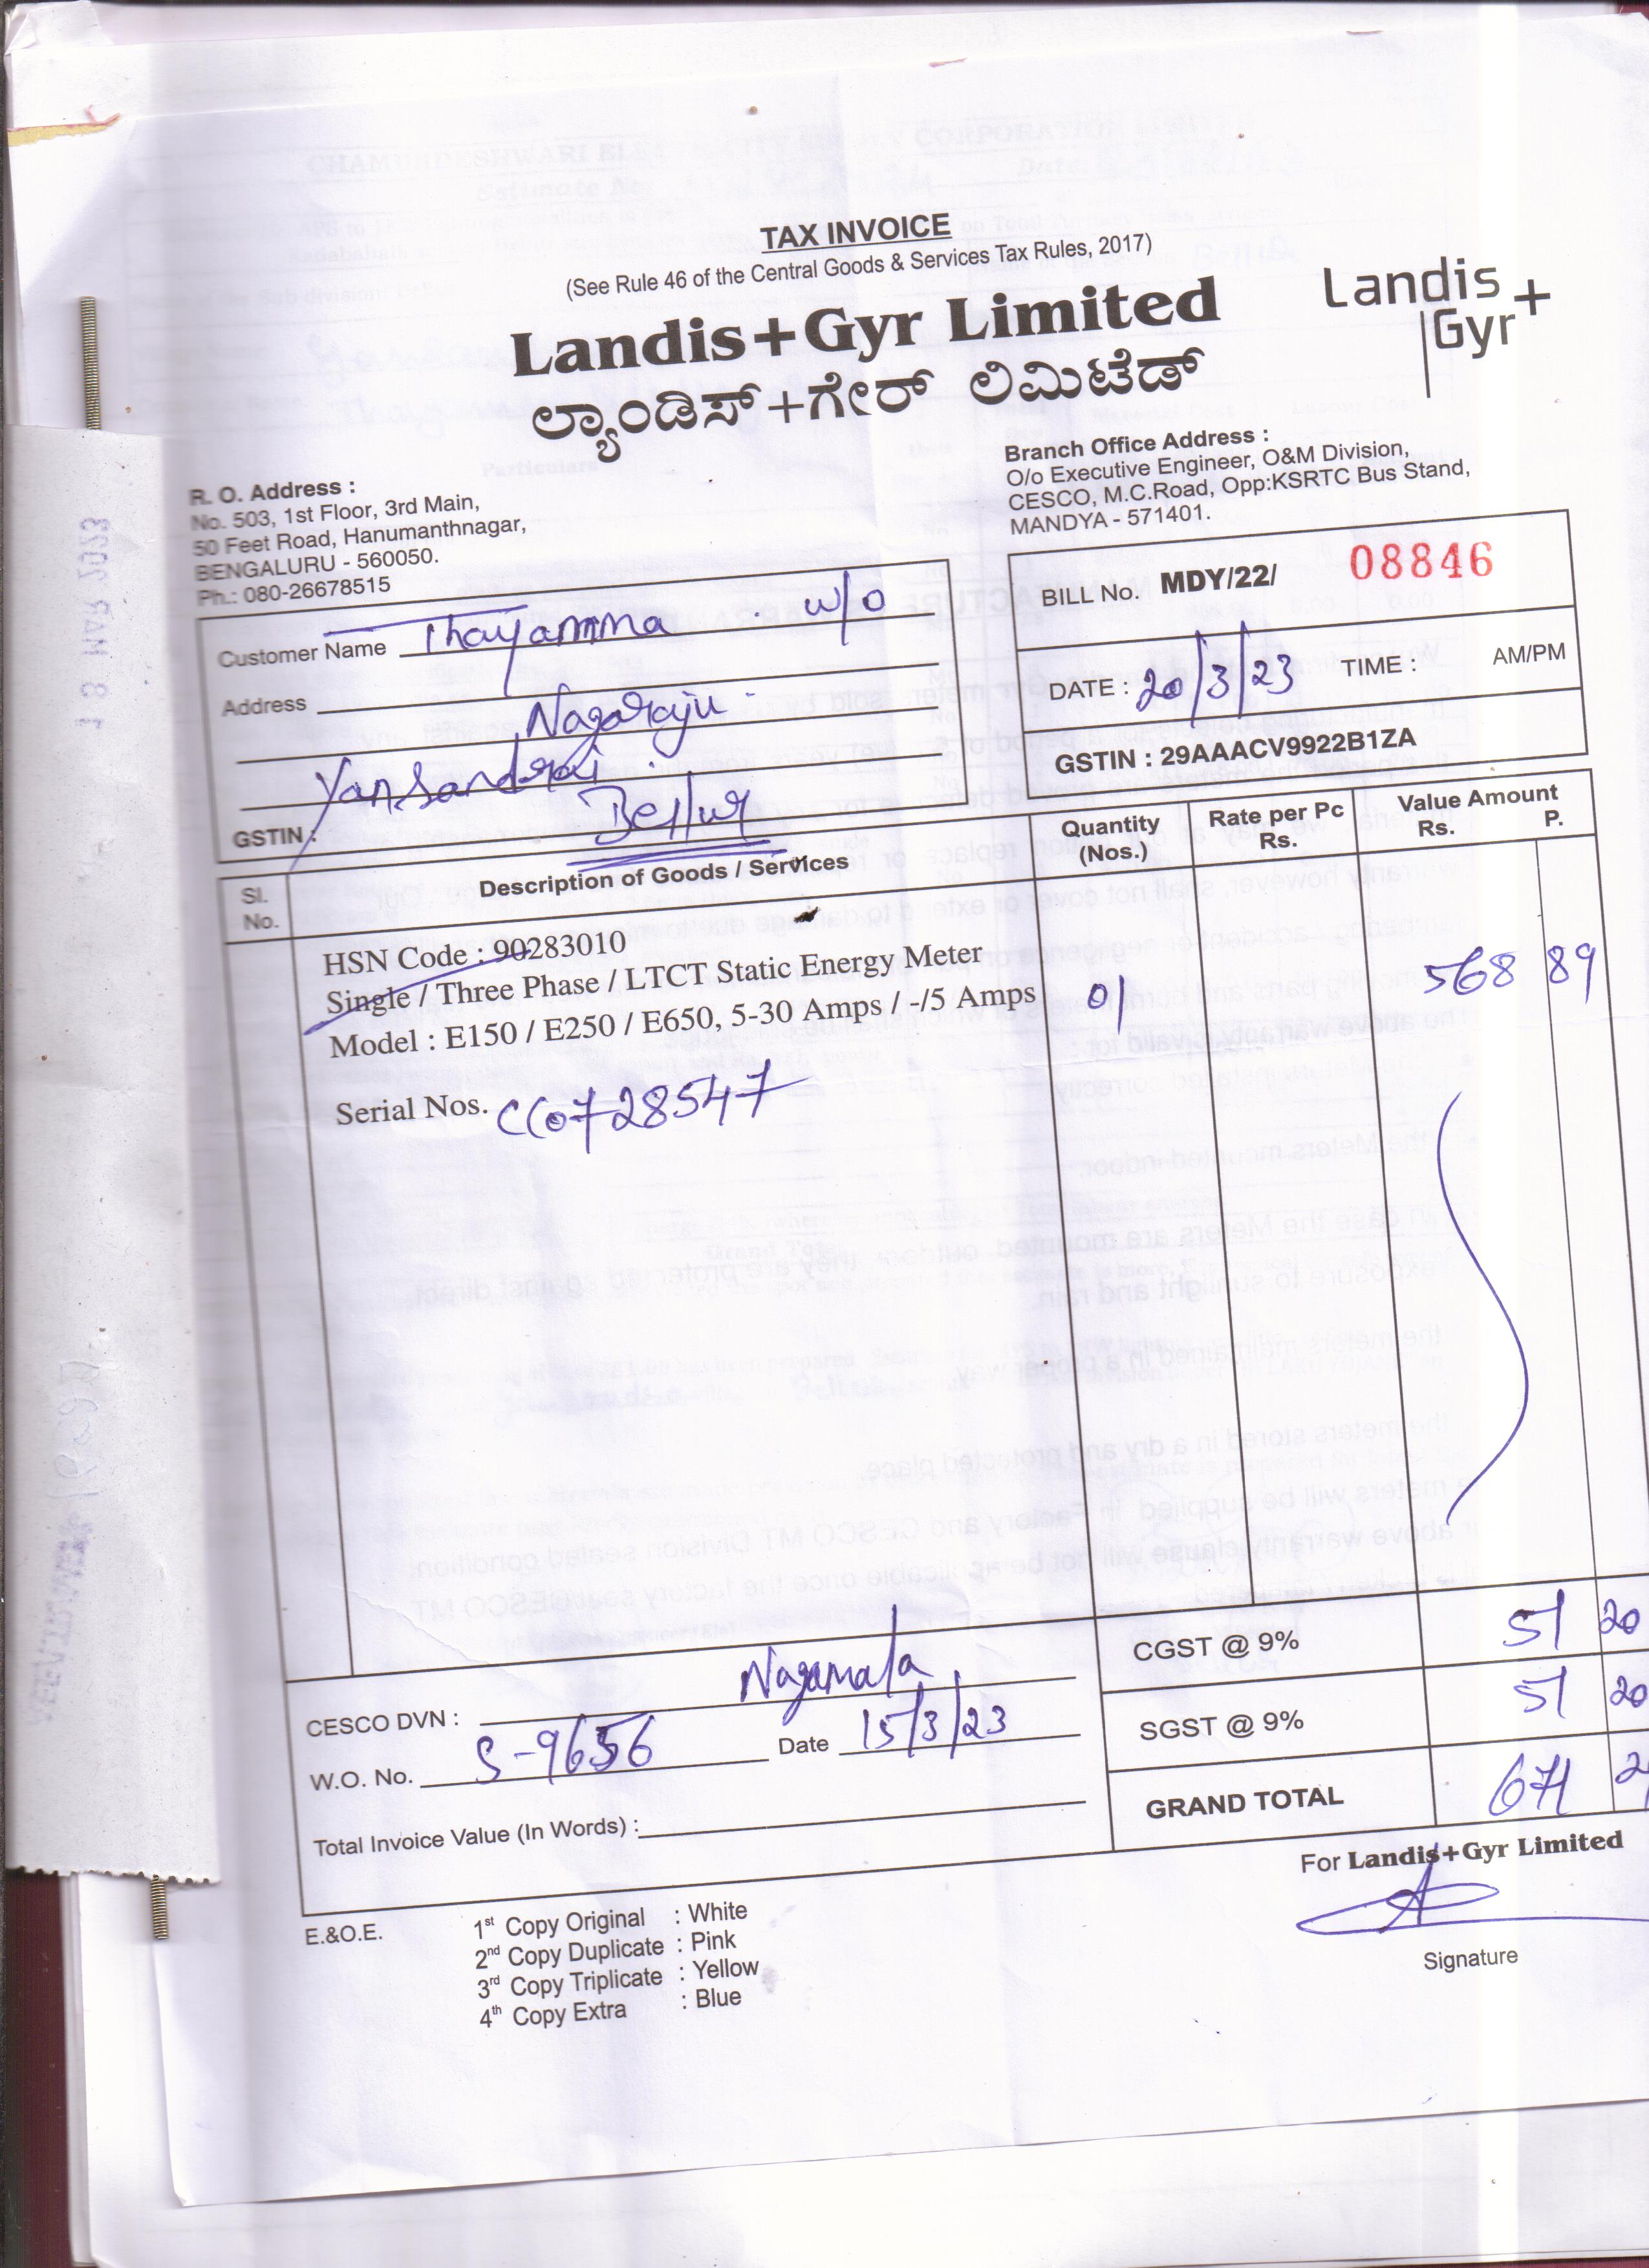 TAX INVOICE
(See Rule 46 of the Central Goods & Services Tax Rules, 2017)
Landis+Gyr Limited
ಲ್ಯಾಂಡಿಸ್+ಗೇರ್ ಲಿಮಿಟೆಡ್
Landis
Gyr+
R. O. Address :
No. 503, 1st Floor, 3rd Main,
50 Feet Road, Hanumanthnagar,
BENGALURU - 560050.
Ph.: 080-26678515
Branch Office Address :
O/o Executive Engineer, O&M Division,
CESCO, M.C.Road, Opp:KSRTC Bus Stand,
MANDYA - 571401.
Customer Name Thayamma w/o
Address Nagaraju
Bellur
GSTIN :
BILL No. MDY/22/ 08846
DATE : 20/3/23 TIME : AM/PM
GSTIN : 29AAACV9922B1ZA
Sl. No. Description of Goods / Services Quantity (Nos.) Rate per Pc Rs. Value Amount Rs. P.
HSN Code : 90283010
Single / Three Phase / LTCT Static Energy Meter
Model : E150 / E250 / E650, 5-30 Amps / -/5 Amps 01 568 89
Serial Nos. CC0728547
CGST @ 9% 51 20
SGST @ 9% 51 20
GRAND TOTAL 671
CESCO DVN : Nagamala
W.O. No. S-9656 Date 15/3/23
Total Invoice Value (In Words) :
For Landis+Gyr Limited
Signature
E.&O.E.
1st Copy Original : White
2nd Copy Duplicate : Pink
3rd Copy Triplicate : Yellow
4th Copy Extra : Blue
18 MAR 2023